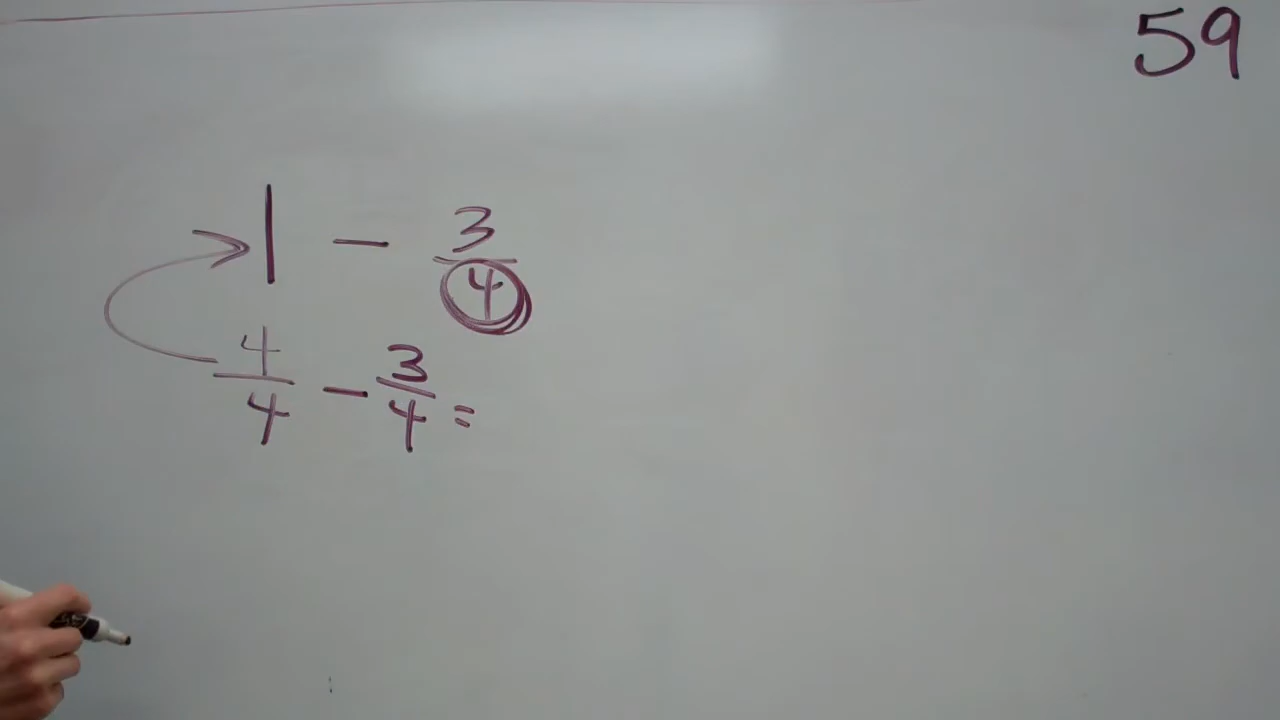 59
1 - 3/4
4/4 - 3/4 =